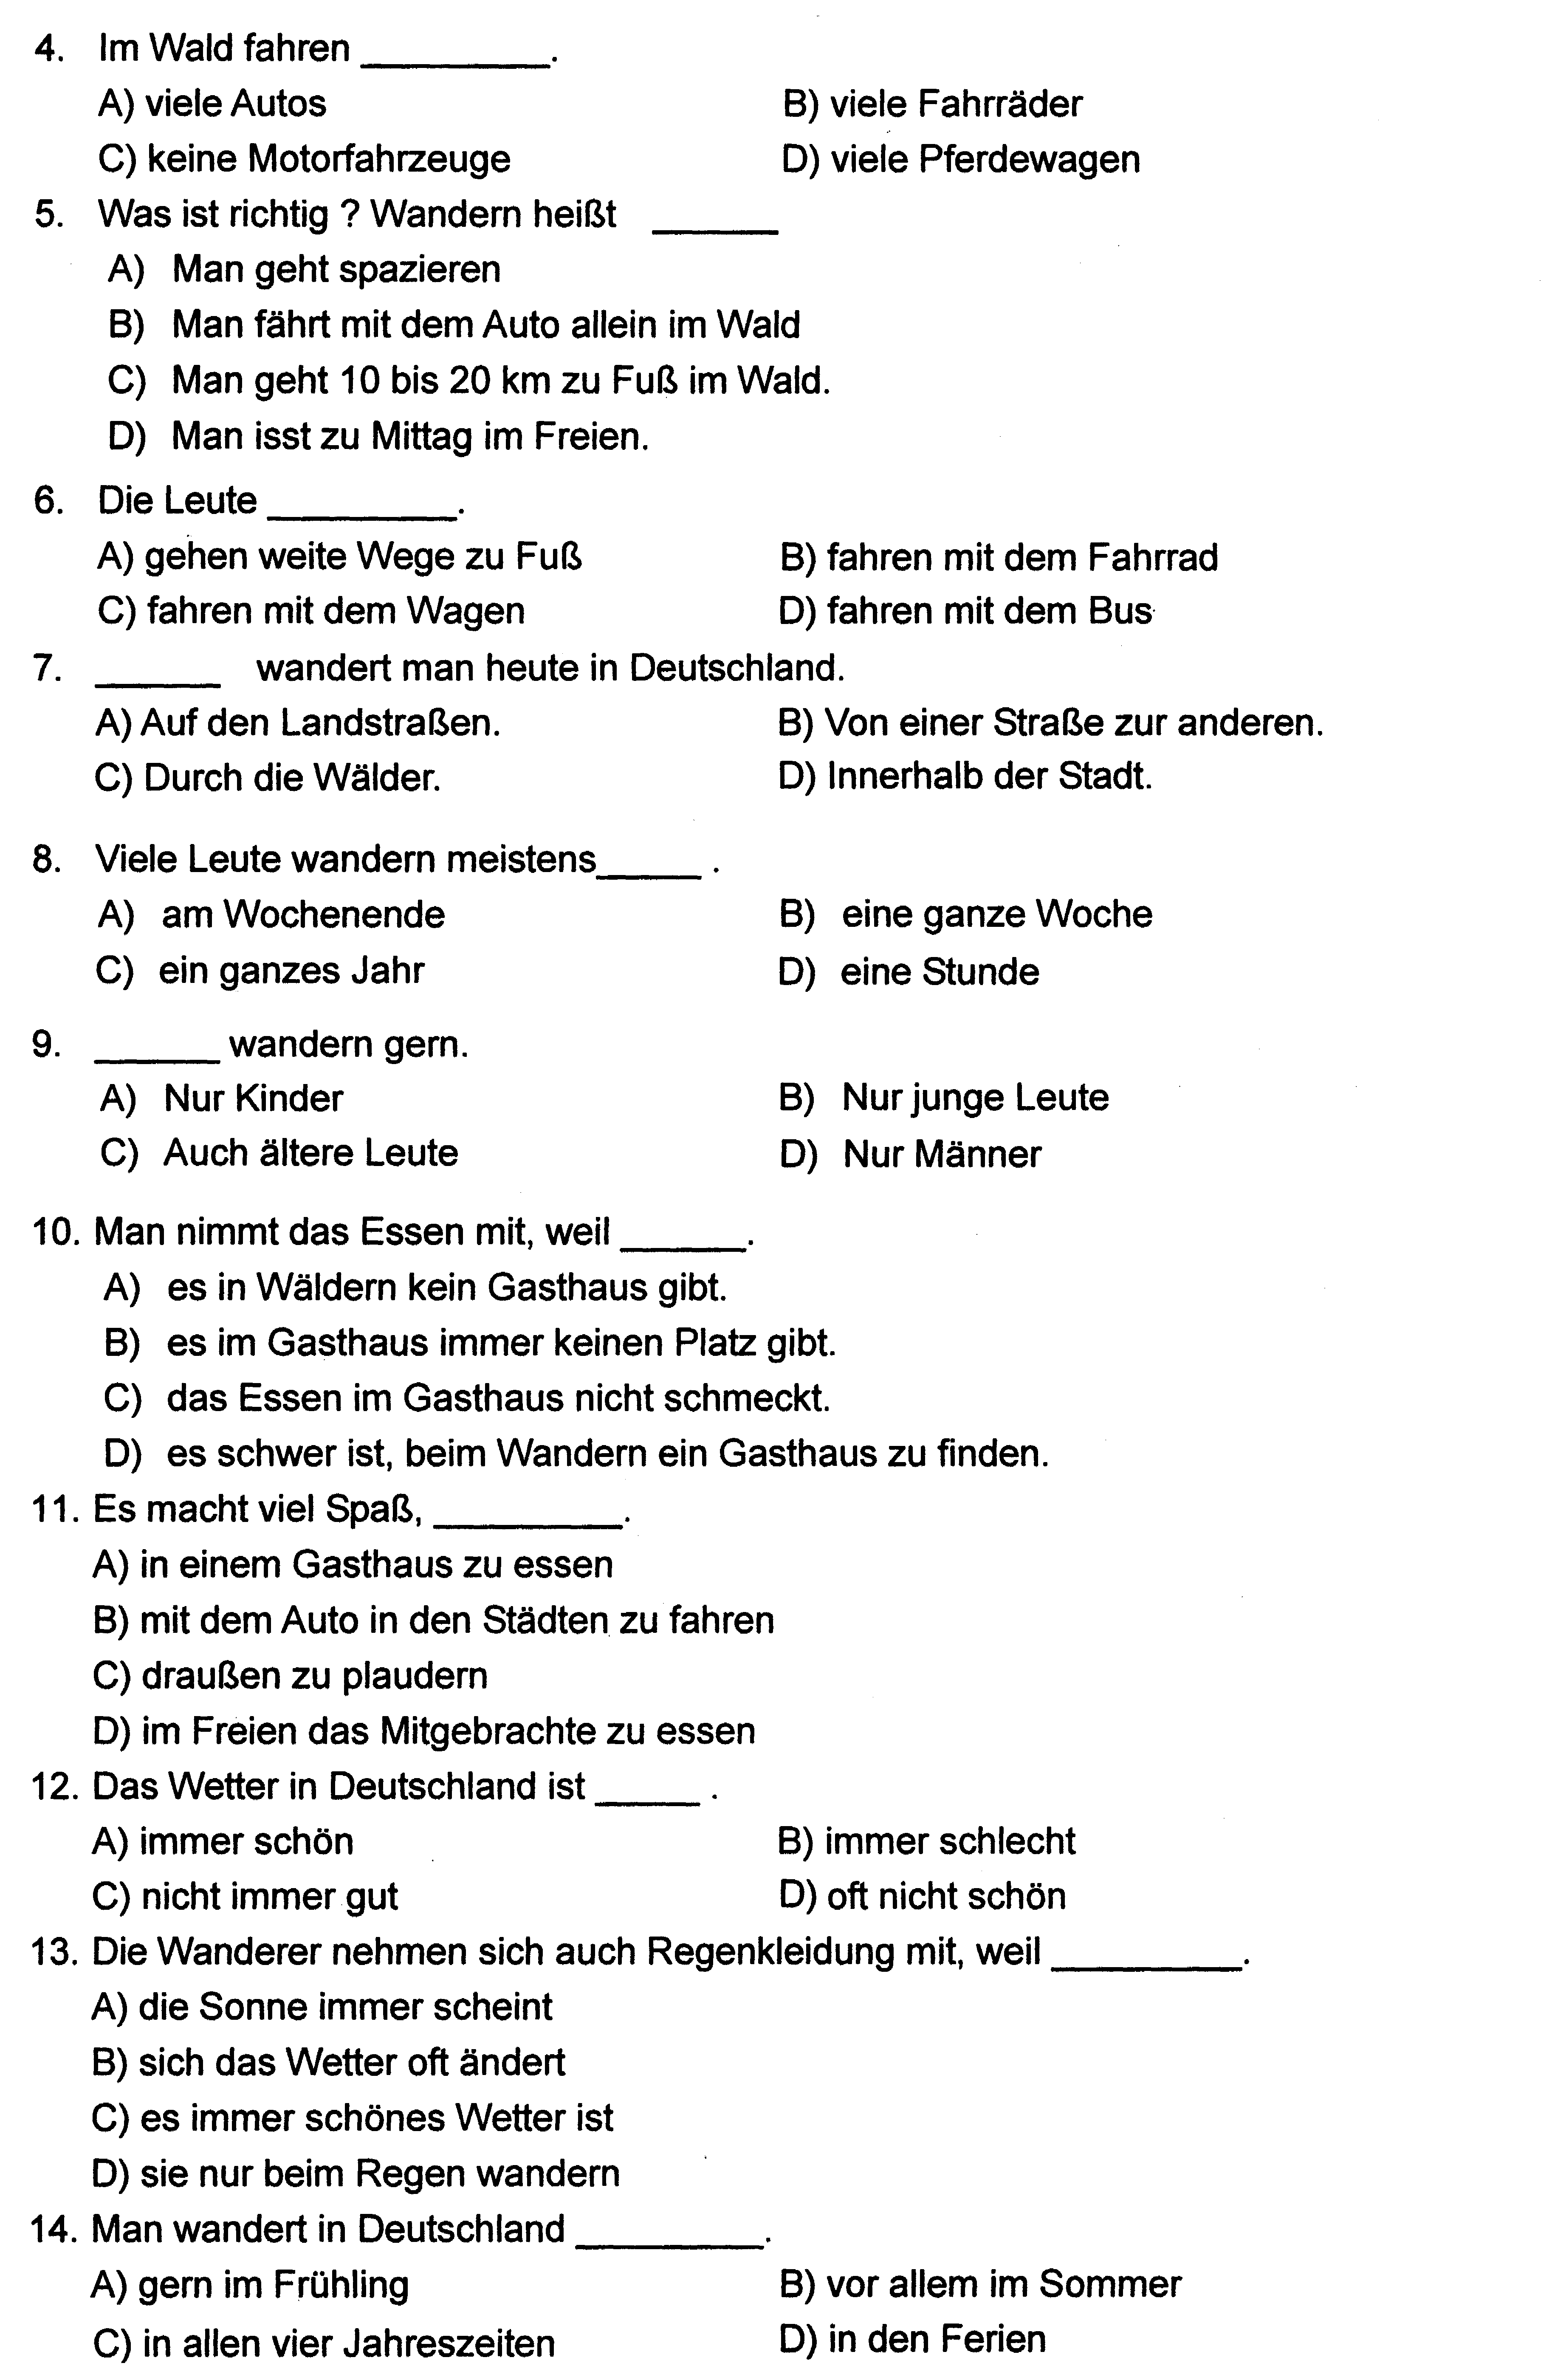 4. Im Wald fahren __________.
A) viele Autos B) viele Fahrräder
C) keine Motorfahrzeuge D) viele Pferdewagen
5. Was ist richtig ? Wandern heißt ______
A) Man geht spazieren
B) Man fährt mit dem Auto allein im Wald
C) Man geht 10 bis 20 km zu Fuß im Wald.
D) Man isst zu Mittag im Freien.
6. Die Leute __________.
A) gehen weite Wege zu Fuß B) fahren mit dem Fahrrad
C) fahren mit dem Wagen D) fahren mit dem Bus
7. ______ wandert man heute in Deutschland.
A) Auf den Landstraßen. B) Von einer Straße zur anderen.
C) Durch die Wälder. D) Innerhalb der Stadt.
8. Viele Leute wandern meistens_____ .
A) am Wochenende B) eine ganze Woche
C) ein ganzes Jahr D) eine Stunde
9. ______ wandern gern.
A) Nur Kinder B) Nur junge Leute
C) Auch ältere Leute D) Nur Männer
10. Man nimmt das Essen mit, weil ______.
A) es in Wäldern kein Gasthaus gibt.
B) es im Gasthaus immer keinen Platz gibt.
C) das Essen im Gasthaus nicht schmeckt.
D) es schwer ist, beim Wandern ein Gasthaus zu finden.
11. Es macht viel Spaß, _________.
A) in einem Gasthaus zu essen
B) mit dem Auto in den Städten zu fahren
C) draußen zu plaudern
D) im Freien das Mitgebrachte zu essen
12. Das Wetter in Deutschland ist _____ .
A) immer schön B) immer schlecht
C) nicht immer gut D) oft nicht schön
13. Die Wanderer nehmen sich auch Regenkleidung mit, weil _________.
A) die Sonne immer scheint
B) sich das Wetter oft ändert
C) es immer schönes Wetter ist
D) sie nur beim Regen wandern
14. Man wandert in Deutschland _________.
A) gern im Frühling B) vor allem im Sommer
C) in allen vier Jahreszeiten D) in den Ferien